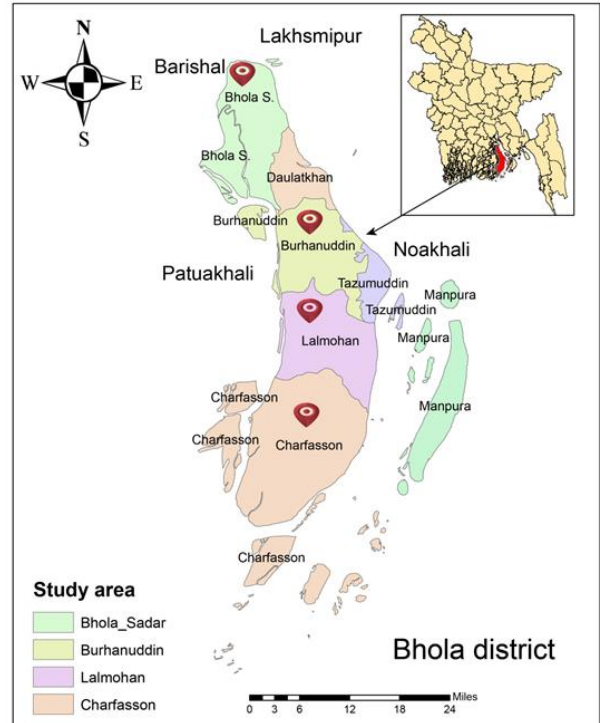 N
W
E
S
Lakhsmipur
Barishal
Bhola S.
Bhola S.
Daulatkhan
Burhanuddin
Burhanuddin
Noakhali
Patuakhali
Tazumuddin
Tazumuddin
Manpura
Manpura
Lalmohan
Charfasson
Manpura
Charfasson
Charfasson
Charfasson
Study area
Bhola_Sadar
Burhanuddin
Lalmohan
Charfasson
Bhola district
Miles
0 3 6 12 18 24